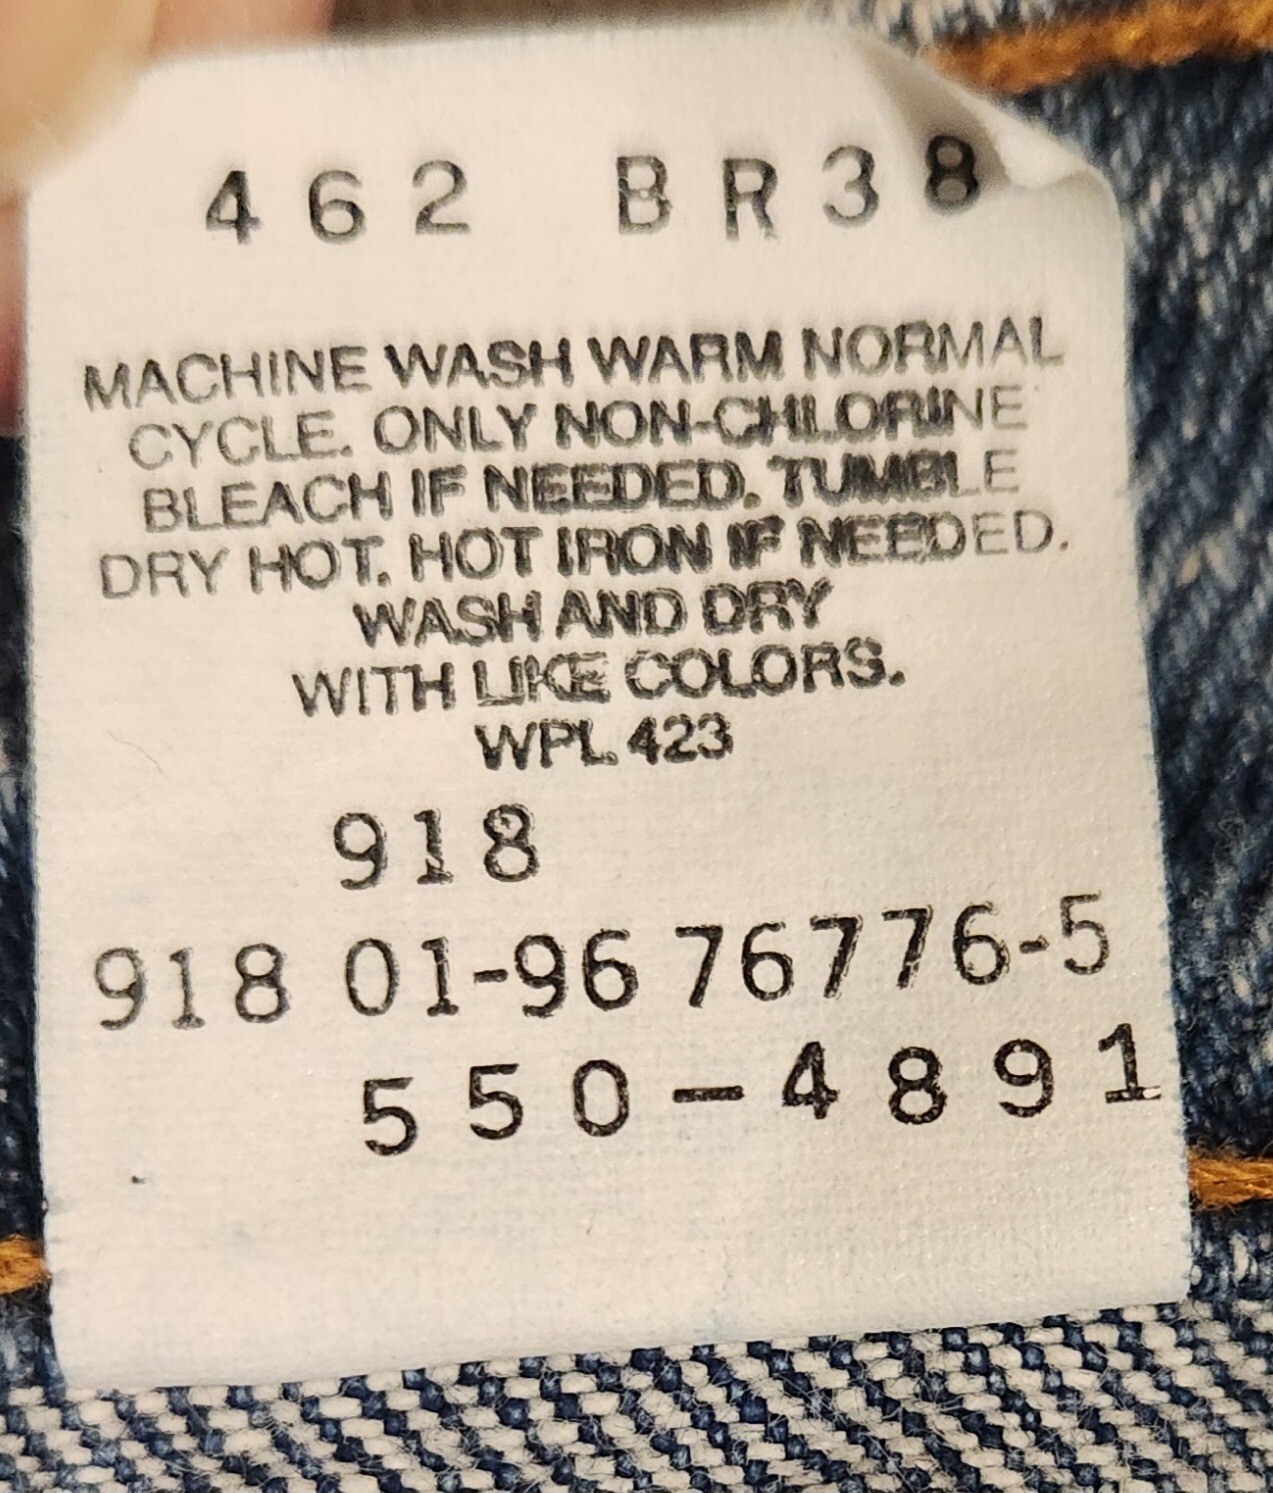 462 BR38
MACHINE WASH WARM NORMAL
CYCLE. ONLY NON-CHLORINE
BLEACH IF NEEDED. TUMBLE
DRY HOT. HOT IRON IF NEEDED.
WASH AND DRY
WITH LIKE COLORS.
WPL 423
918
918 01-96 76776-5
550-4891